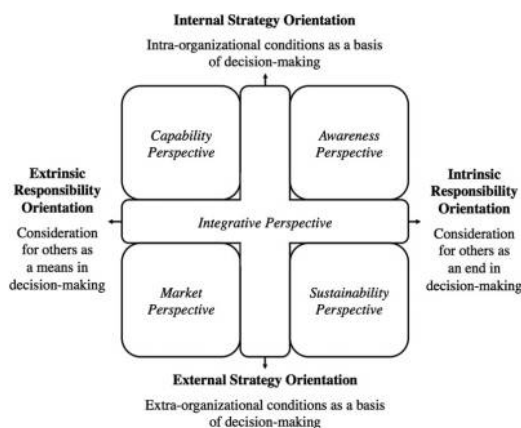 Internal Strategy Orientation
Intra-organizational conditions as a basis
of decision-making
Capability
Perspective
Awareness
Perspective
Extrinsic
Responsibility
Orientation
Consideration
for others as
a means in
decision-making
Integrative Perspective
Intrinsic
Responsibility
Orientation
Consideration
for others as
an end in
decision-making
Market
Perspective
Sustainability
Perspective
External Strategy Orientation
Extra-organizational conditions as a basis
of decision-making